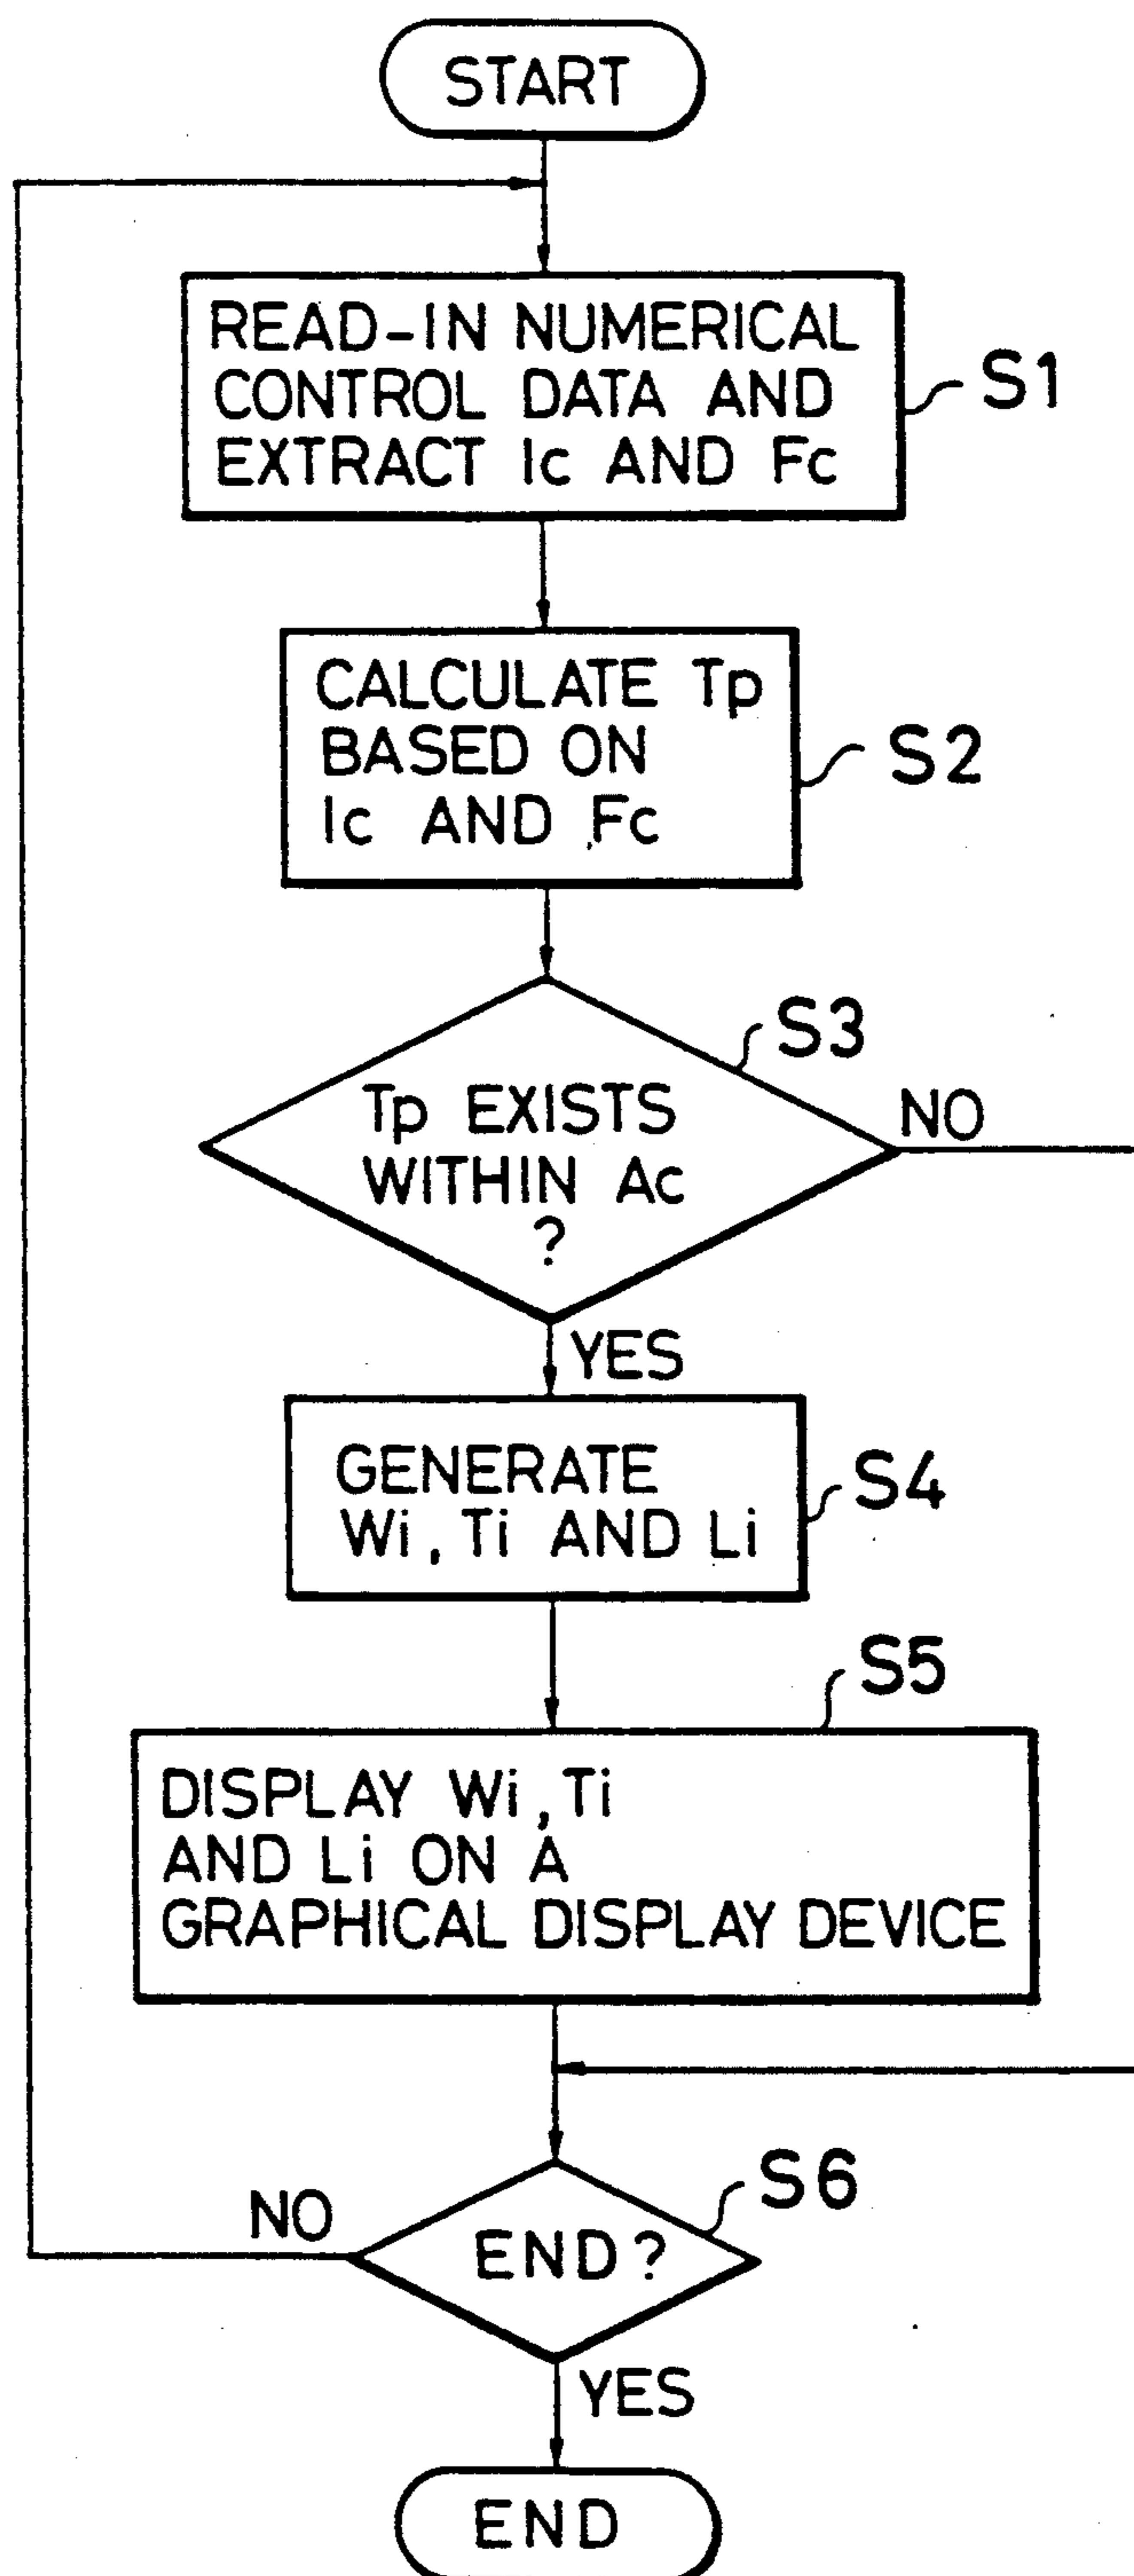 START
READ-IN NUMERICAL
CONTROL DATA AND
EXTRACT Ic AND Fc
S1
CALCULATE Tp
BASED ON
Ic AND Fc
S2
S3
Tp EXISTS
WITHIN Ac
?
NO
YES
GENERATE
Wi, Ti AND Li
S4
S5
DISPLAY Wi, Ti
AND Li ON A
GRAPHICAL DISPLAY DEVICE
S6
NO
END?
YES
END